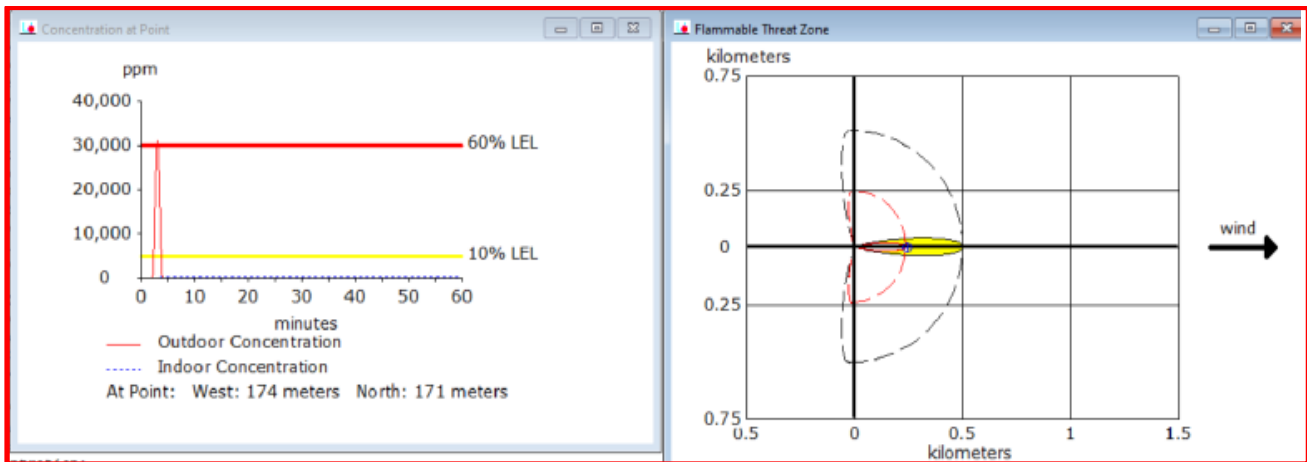 Concentration at Point
ppm
40,000
30,000
60% LEL
20,000
10,000
10% LEL
0
0 10 20 30 40 50 60
minutes
Outdoor Concentration
Indoor Concentration
At Point: West: 174 meters North: 171 meters
Flammable Threat Zone
kilometers
0.75
0.25
0
0.25
0.75
0.5 0 0.5 1 1.5
kilometers
wind